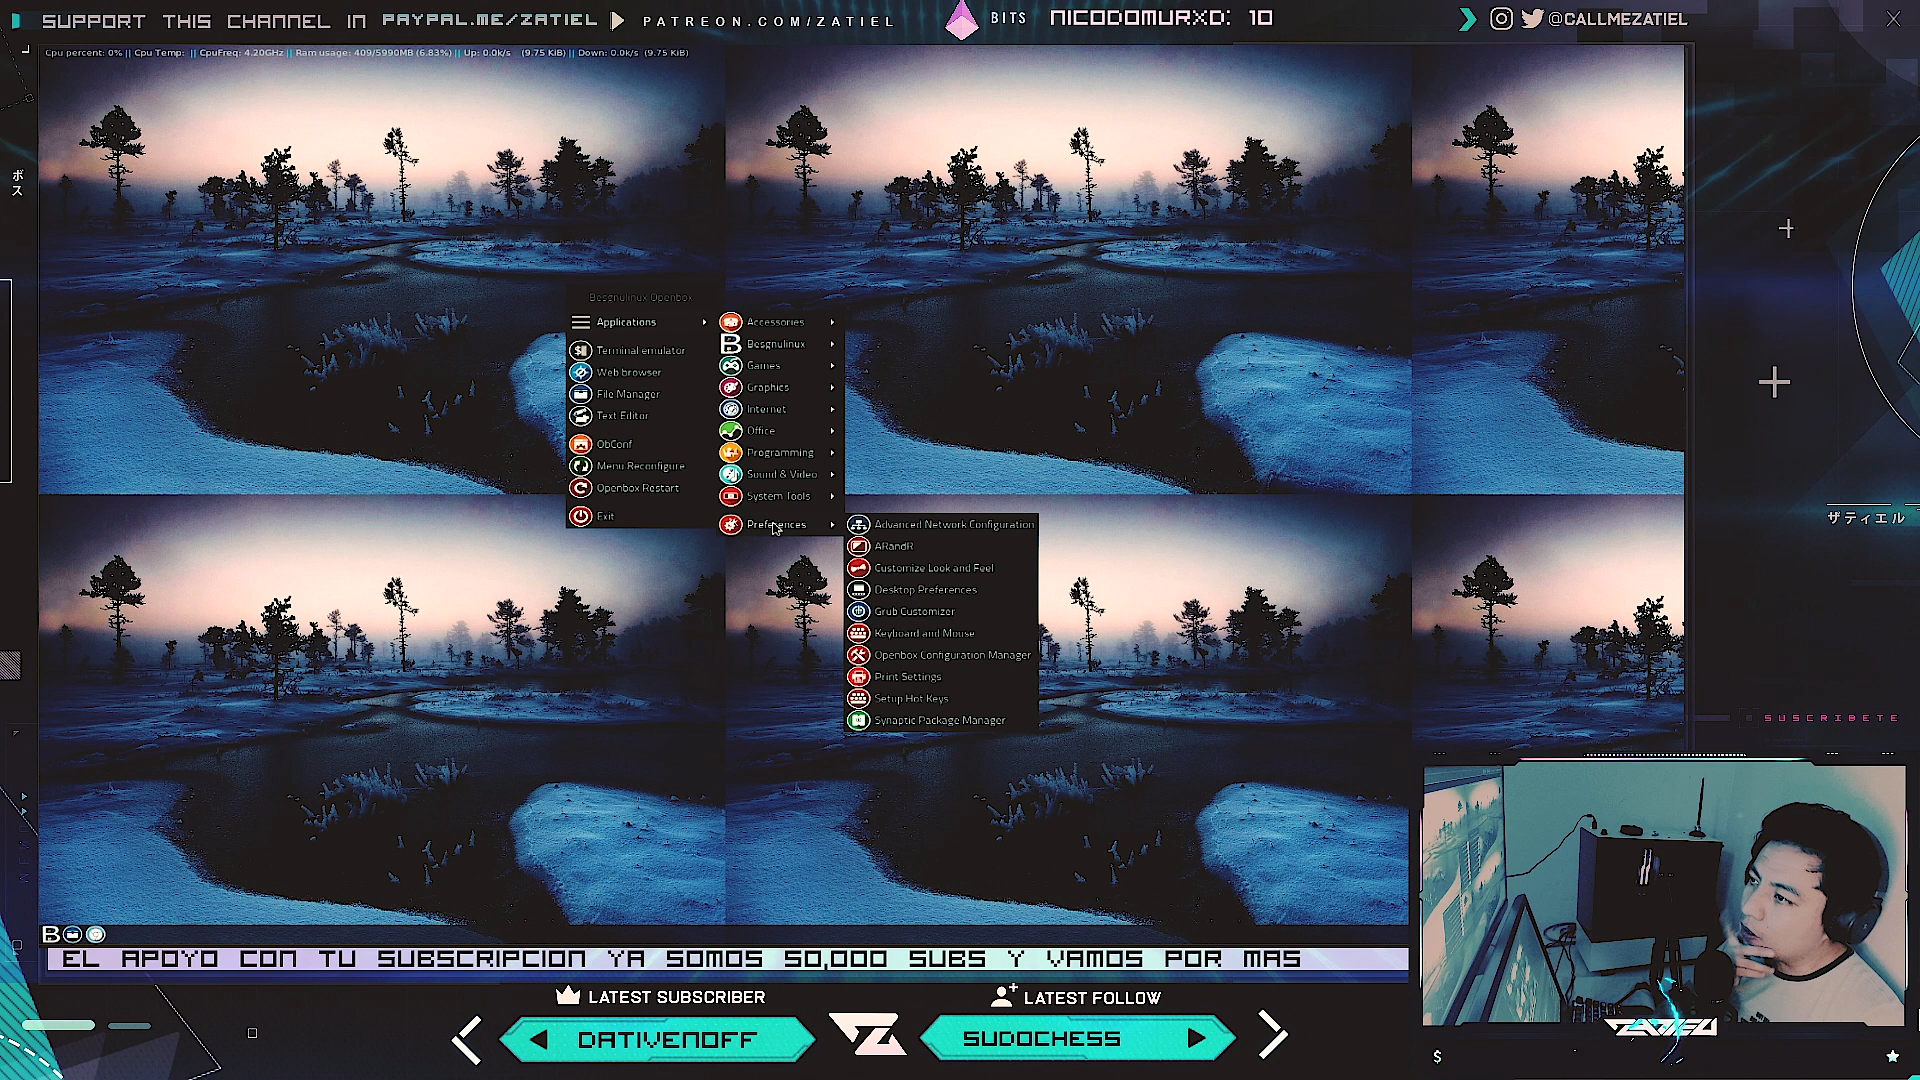 SUPPORT THIS CHANNEL IN PAYPAL.ME/ZATIEL PATREON.COM/ZATIEL
BITS NICODOMURXD: 10
@CALLMEZATIEL
Cpu percent: 0% || Cpu Temp: || CpuFreq: 4.20GHz || Ram usage: 409/5990MB (6.83%) || Up: 0.0k/s (9.75 KiB) || Down: 0.0k/s (9.75 KiB)
ボス
Besgnulinux Openbox
Applications
Terminal emulator
Web browser
File Manager
Text Editor
ObConf
Menu Reconfigure
Openbox Restart
Exit
Accessories
Besgnulinux
Games
Graphics
Internet
Office
Programming
Sound & Video
System Tools
Preferences
Advanced Network Configuration
ARandR
Customize Look and Feel
Desktop Preferences
Grub Customizer
Keyboard and Mouse
Openbox Configuration Manager
Print Settings
Setup Hot Keys
Synaptic Package Manager
ザティエル
SUSCRIBETE
EL APOYO CON TU SUBSCRIPCION YA SOMOS 50,000 SUBS Y VAMOS POR MAS
LATEST SUBSCRIBER
DATIVENOFF
LATEST FOLLOW
SUDOCHESS
ZATIEL
$